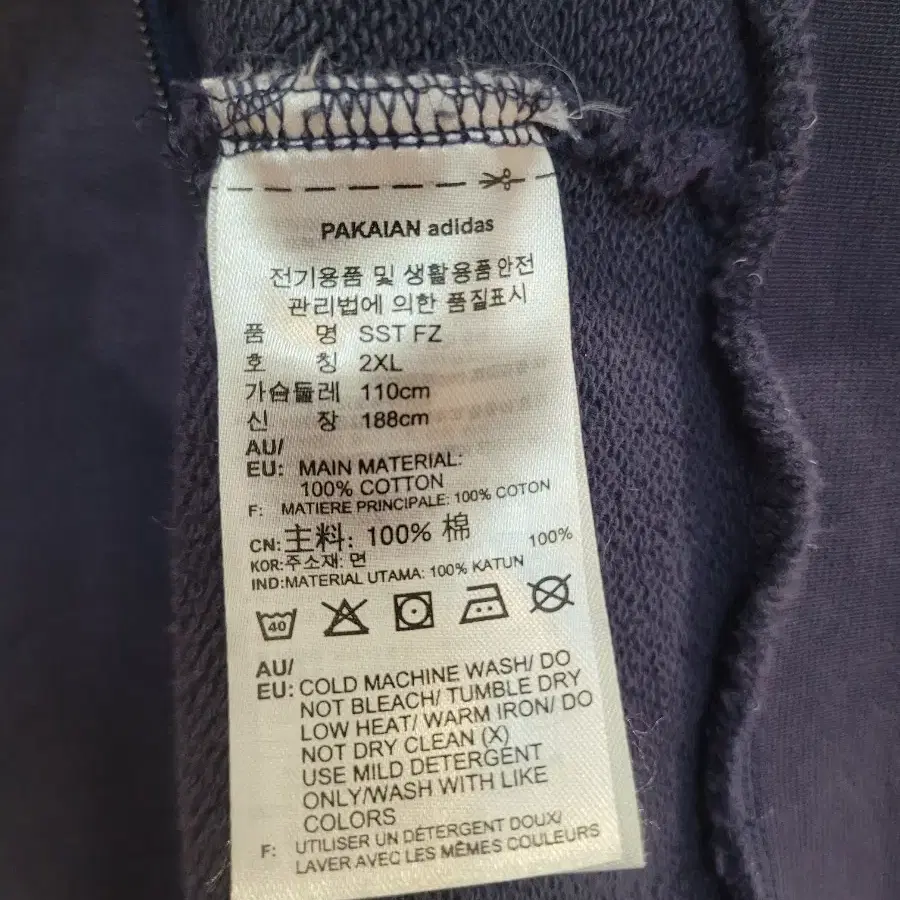 PAKAIAN adidas
전기용품 및 생활용품안전
관리법에 의한 품질표시
품 명 SST FZ
호 칭 2XL
가슴둘레 110cm
신 장 188cm
AU/
EU: MAIN MATERIAL:
100% COTTON
F: MATIERE PRINCIPALE: 100% COTON
CN: 主料: 100% 棉
KOR: 주소재: 면 100%
IND: MATERIAL UTAMA: 100% KATUN
40
AU/
EU: COLD MACHINE WASH/ DO
NOT BLEACH/ TUMBLE DRY
LOW HEAT/ WARM IRON/ DO
NOT DRY CLEAN (X)
USE MILD DETERGENT
ONLY/WASH WITH LIKE
COLORS
F: UTILISER UN DÉTERGENT DOUX/
LAVER AVEC LES MÊMES COULEURS